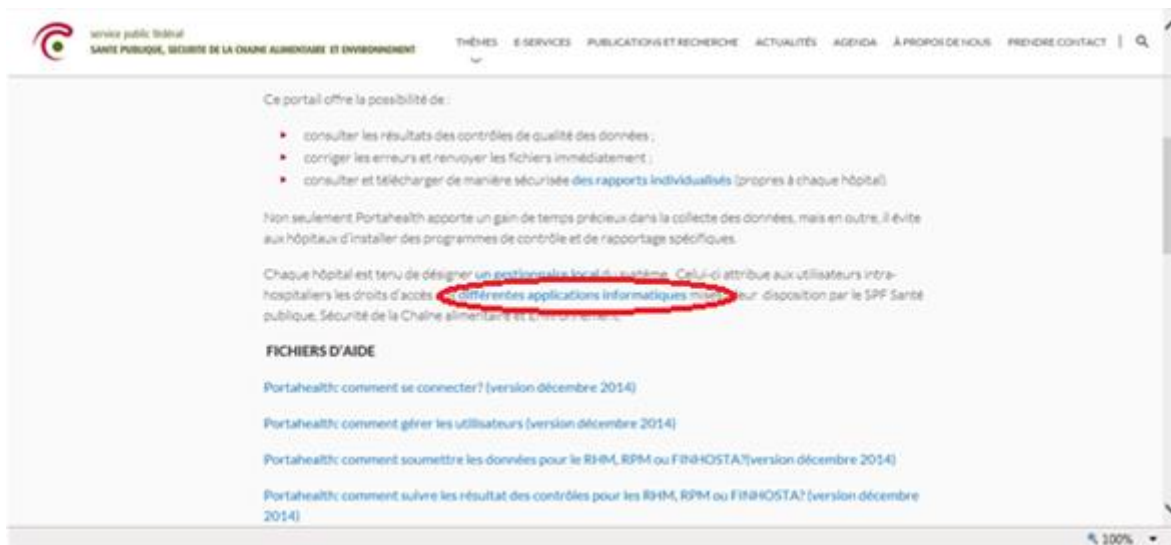 service public fédéral
SANTE PUBLIQUE, SECURITE DE LA CHAINE ALIMENTAIRE ET ENVIRONNEMENT
THÈMES E-SERVICES PUBLICATIONS ET RECHERCHE ACTUALITÉS AGENDA À PROPOS DE NOUS PRENDRE CONTACT |
Ce portail offre la possibilité de :
consulter les résultats des contrôles de qualité des données ;
corriger les erreurs et renvoyer les fichiers immédiatement ;
consulter et télécharger de manière sécurisée des rapports individualisés (propres à chaque hôpital)
Non seulement Portahealth apporte un gain de temps précieux dans la collecte des données, mais en outre, il évite
aux hôpitaux d'installer des programmes de contrôle et de rapportage spécifiques.
Chaque hôpital est tenu de désigner un gestionnaire local du système. Celui-ci attribue aux utilisateurs intra-
hospitaliers les droits d'accès différentes applications informatiques mises leur disposition par le SPF Santé
publique, Sécurité de la Chaîne alimentaire et Environnement.
FICHIERS D'AIDE
Portahealth: comment se connecter? (version décembre 2014)
Portahealth: comment gérer les utilisateurs (version décembre 2014)
Portahealth: comment soumettre les données pour le RHM, RPM ou FINHOSTA?(version décembre 2014)
Portahealth: comment suivre les résultat des contrôles pour les RHM, RPM ou FINHOSTA? (version décembre
2014)
100%